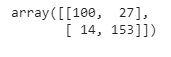 array([[100,  27],
       [ 14, 153]])